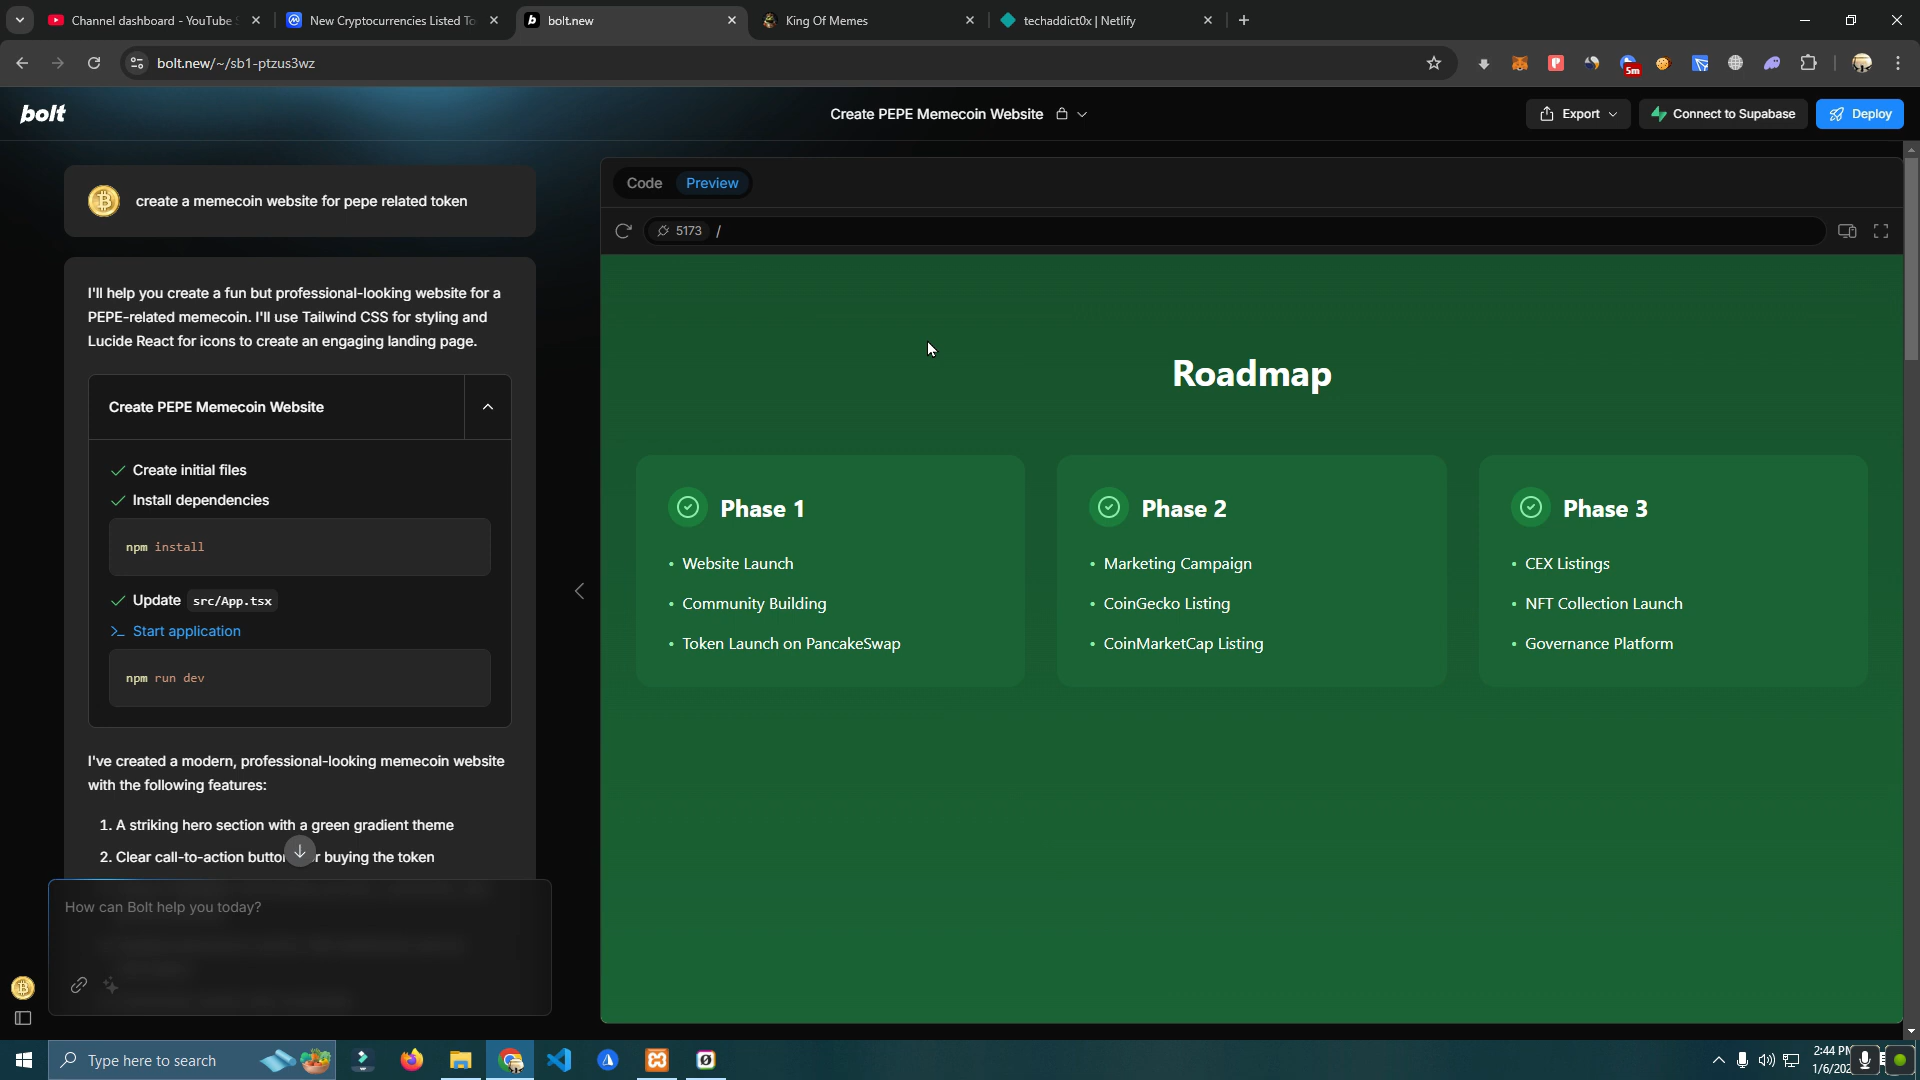 Channel dashboard - YouTube
New Cryptocurrencies Listed To
bolt.new
King Of Memes
techaddict0x | Netlify
bolt.new/~/sb1-ptzus3wz
5m
bolt
Create PEPE Memecoin Website
Export
Connect to Supabase
Deploy
create a memecoin website for pepe related token
I'll help you create a fun but professional-looking website for a
PEPE-related memecoin. I'll use Tailwind CSS for styling and
Lucide React for icons to create an engaging landing page.
Create PEPE Memecoin Website
Create initial files
Install dependencies
npm install
Update src/App.tsx
Start application
npm run dev
I've created a modern, professional-looking memecoin website
with the following features:
1. A striking hero section with a green gradient theme
2. Clear call-to-action butto r buying the token
How can Bolt help you today?
Code
Preview
5173 /
Roadmap
Phase 1
• Website Launch
• Community Building
• Token Launch on PancakeSwap
Phase 2
• Marketing Campaign
• CoinGecko Listing
• CoinMarketCap Listing
Phase 3
• CEX Listings
• NFT Collection Launch
• Governance Platform
Type here to search
2:44 P
1/6/202